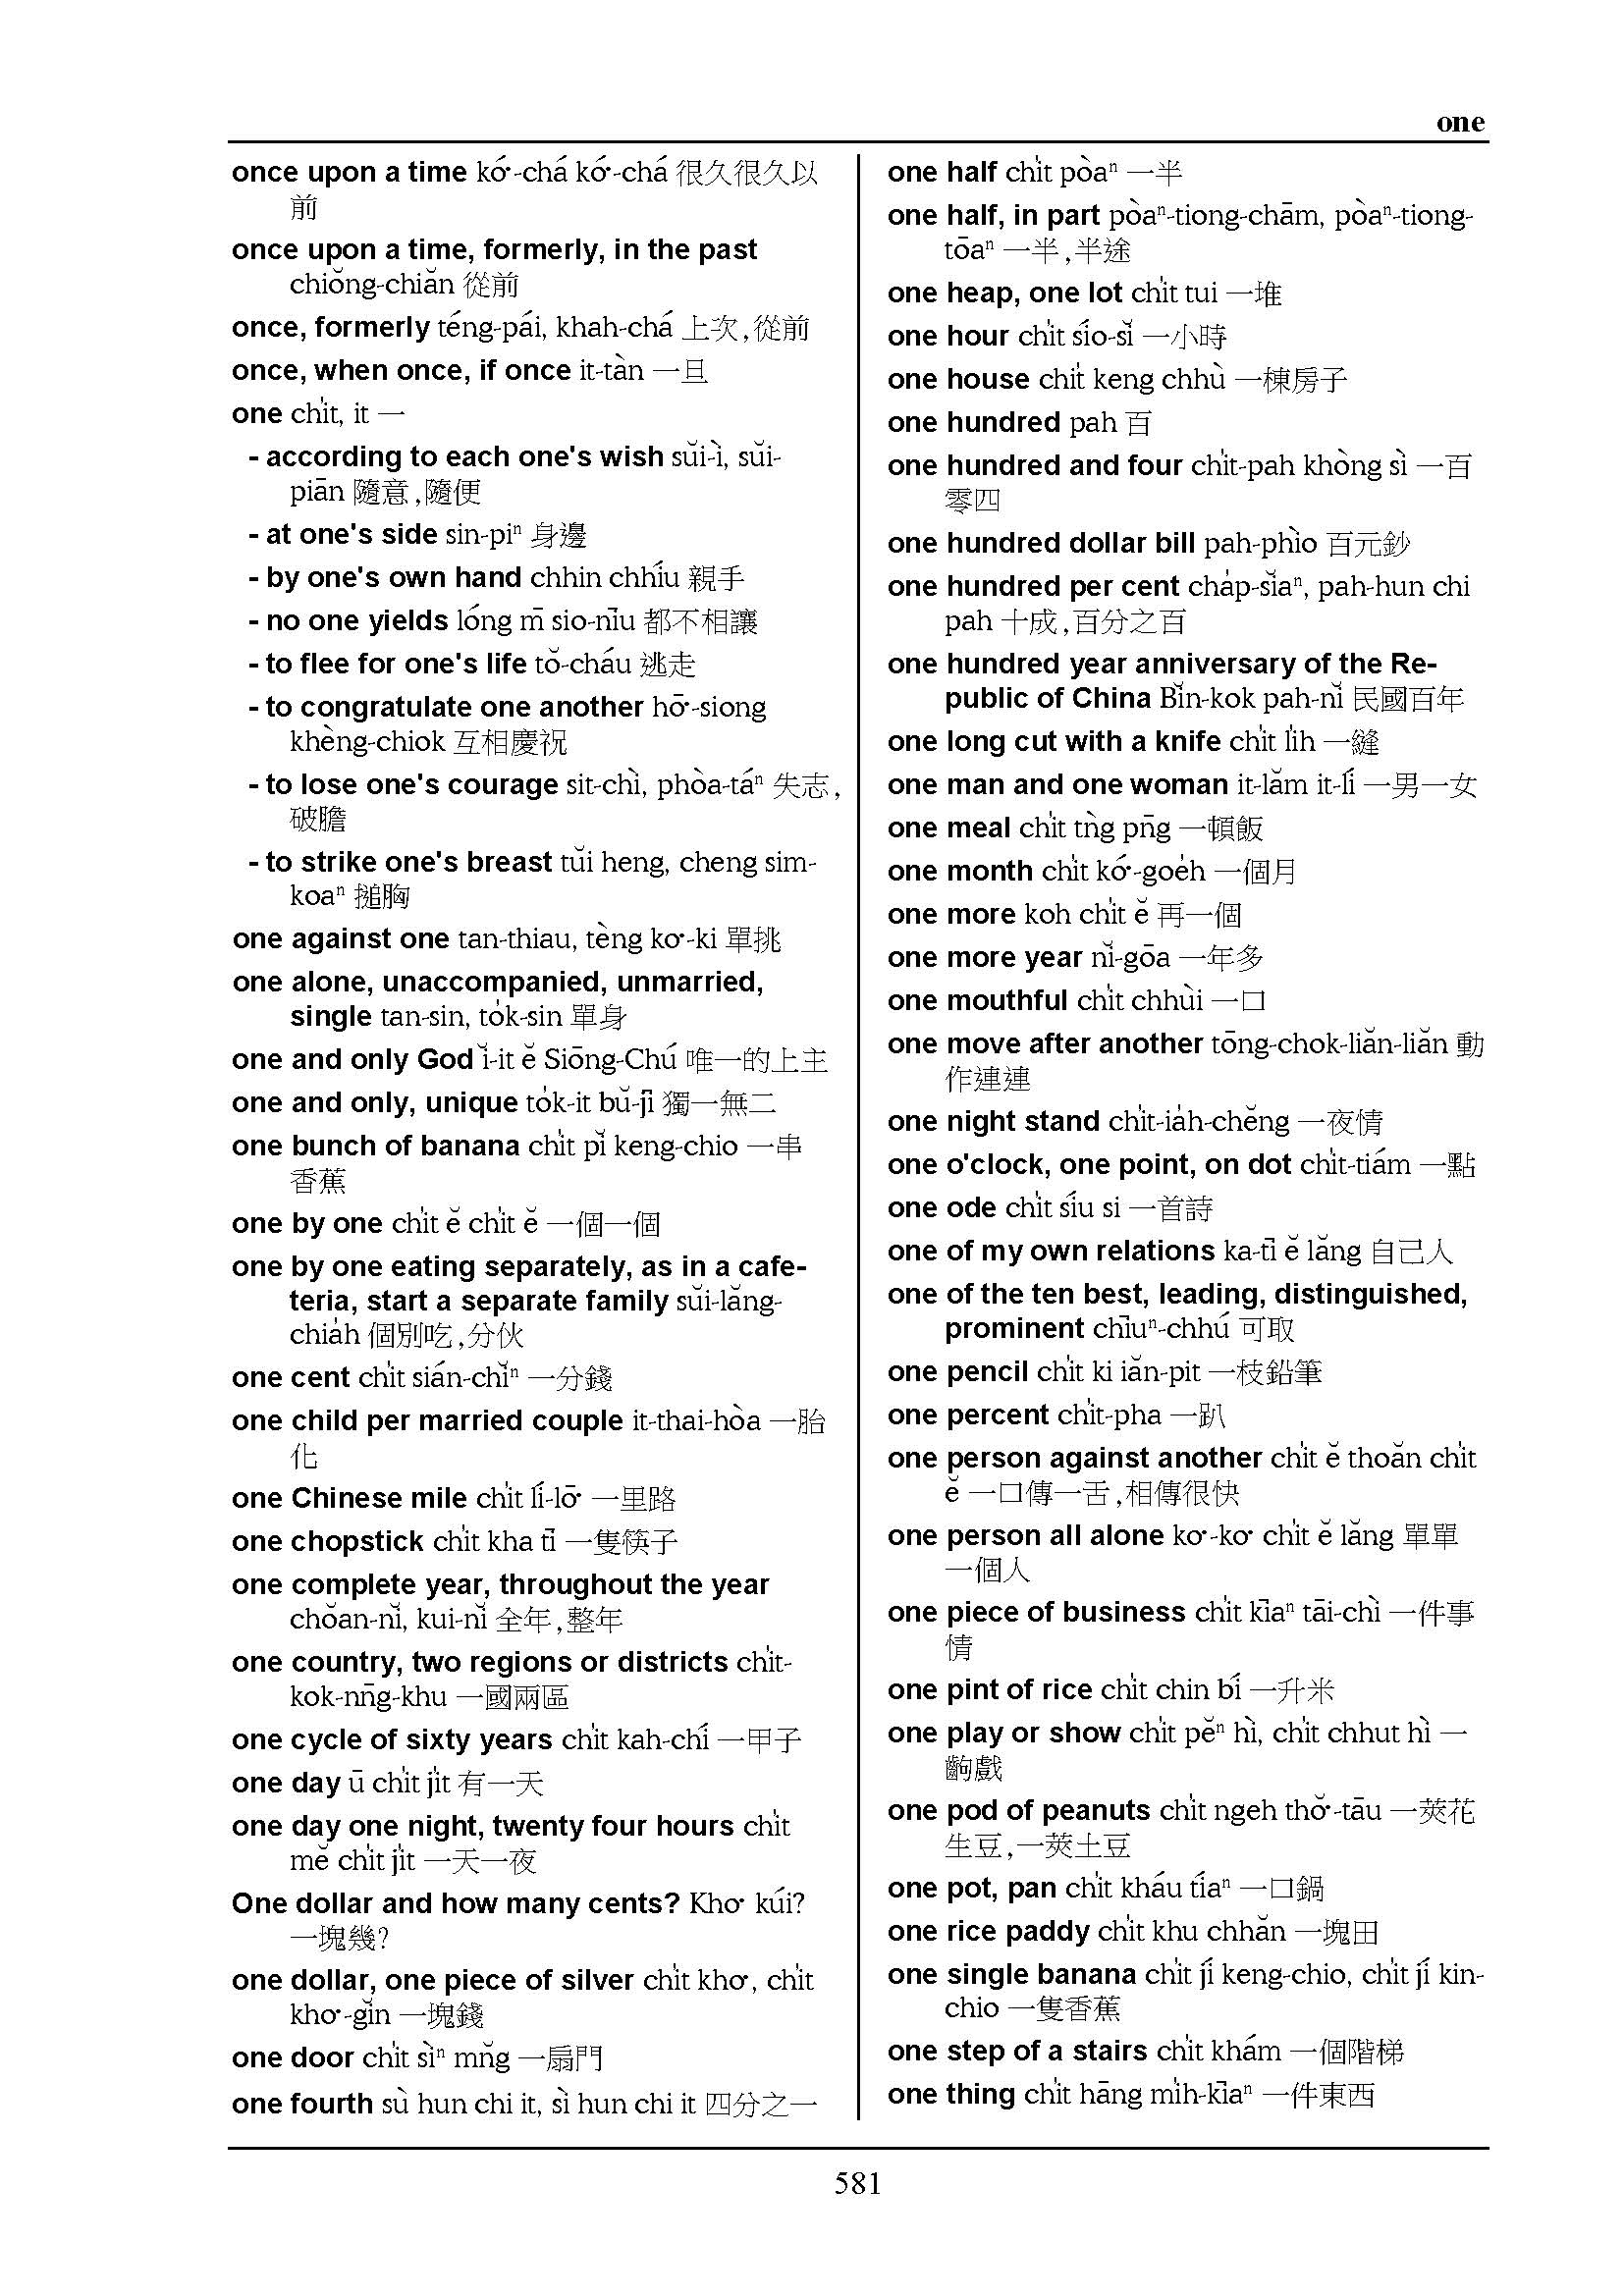 one
once upon a time kó͘-chá kó͘-chá 很久很久以
前
once upon a time, formerly, in the past
chiŏng-chiăn 從前
once, formerly téng-pái, khah-chá 上次,從前
once, when once, if once it-tàn 一旦
one chi̍t, it 一
- according to each one's wish sŭi-ì, sŭi-
piān 隨意,隨便
- at one's side sin-piⁿ 身邊
- by one's own hand chhin chhíu 親手
- no one yields lóng m̄ sio-nīu 都不相讓
- to flee for one's life tŏ-cháu 逃走
- to congratulate one another hō͘-siong
khèng-chiok 互相慶祝
- to lose one's courage sit-chì, phòa-táⁿ 失志,
破膽
- to strike one's breast tŭi heng, cheng sim-
koaⁿ 搥胸
one against one tan-thiau, tèng ko͘-ki 單挑
one alone, unaccompanied, unmarried,
single tan-sin, to̍k-sin 單身
one and only God ĭ-it ĕ Siōng-Chú 唯一的上主
one and only, unique to̍k-it bŭ-jī 獨一無二
one bunch of banana chi̍t pĭ keng-chio 一串
香蕉
one by one chi̍t ĕ chi̍t ĕ 一個一個
one by one eating separately, as in a cafe-
teria, start a separate family sŭi-lăng-
chia̍h 個別吃,分伙
one cent chi̍t sián-chĭⁿ 一分錢
one child per married couple it-thai-hòa 一胎
化
one Chinese mile chi̍t lí-lō͘ 一里路
one chopstick chi̍t kha tī 一隻筷子
one complete year, throughout the year
chŏan-nĭ, kui-nĭ 全年,整年
one country, two regions or districts chi̍t-
kok-nn̄g-khu 一國兩區
one cycle of sixty years chi̍t kah-chí 一甲子
one day ū chi̍t ji̍t 有一天
one day one night, twenty four hours chi̍t
mĕ chi̍t ji̍t 一天一夜
One dollar and how many cents? Kho͘ kúi?
一塊幾?
one dollar, one piece of silver chi̍t kho͘, chi̍t
kho͘-gĭn 一塊錢
one door chi̍t sìⁿ mn̆g 一扇門
one fourth sù hun chi it, sì hun chi it 四分之一
one half chi̍t pòaⁿ 一半
one half, in part pòaⁿ-tiong-chām, pòaⁿ-tiong-
tōaⁿ 一半,半途
one heap, one lot chi̍t tui 一堆
one hour chi̍t sío-sĭ 一小時
one house chi̍t keng chhù 一棟房子
one hundred pah 百
one hundred and four chi̍t-pah khòng sì 一百
零四
one hundred dollar bill pah-phìo 百元鈔
one hundred per cent cha̍p-sĭaⁿ, pah-hun chi
pah 十成,百分之百
one hundred year anniversary of the Re-
public of China Bĭn-kok pah-nĭ 民國百年
one long cut with a knife chi̍t li̍h 一縫
one man and one woman it-lăm it-lí 一男一女
one meal chi̍t tǹg pn̄g 一頓飯
one month chi̍t kó͘-goe̍h 一個月
one more koh chi̍t ĕ 再一個
one more year nĭ-gōa 一年多
one mouthful chi̍t chhùi 一口
one move after another tōng-chok-liăn-liăn 動
作連連
one night stand chi̍t-ia̍h-chĕng 一夜情
one o'clock, one point, on dot chi̍t-tiám 一點
one ode chi̍t síu si 一首詩
one of my own relations ka-tī ĕ lăng 自己人
one of the ten best, leading, distinguished,
prominent chīuⁿ-chhú 可取
one pencil chi̍t ki iăn-pit 一枝鉛筆
one percent chi̍t-pha 一趴
one person against another chi̍t ĕ thoăn chi̍t
ĕ 一口傳一舌,相傳很快
one person all alone ko͘-ko͘ chi̍t ĕ lăng 單單
一個人
one piece of business chi̍t kīaⁿ tāi-chì 一件事
情
one pint of rice chi̍t chin bí 一升米
one play or show chi̍t pĕⁿ hì, chi̍t chhut hì 一
齣戲
one pod of peanuts chi̍t ngeh thŏ͘-tāu 一莢花
生豆,一莢土豆
one pot, pan chi̍t kháu tíaⁿ 一口鍋
one rice paddy chi̍t khu chhăn 一塊田
one single banana chi̍t jí keng-chio, chi̍t jí kin-
chio 一隻香蕉
one step of a stairs chi̍t khám 一個階梯
one thing chi̍t hāng mi̍h-kīaⁿ 一件東西
581